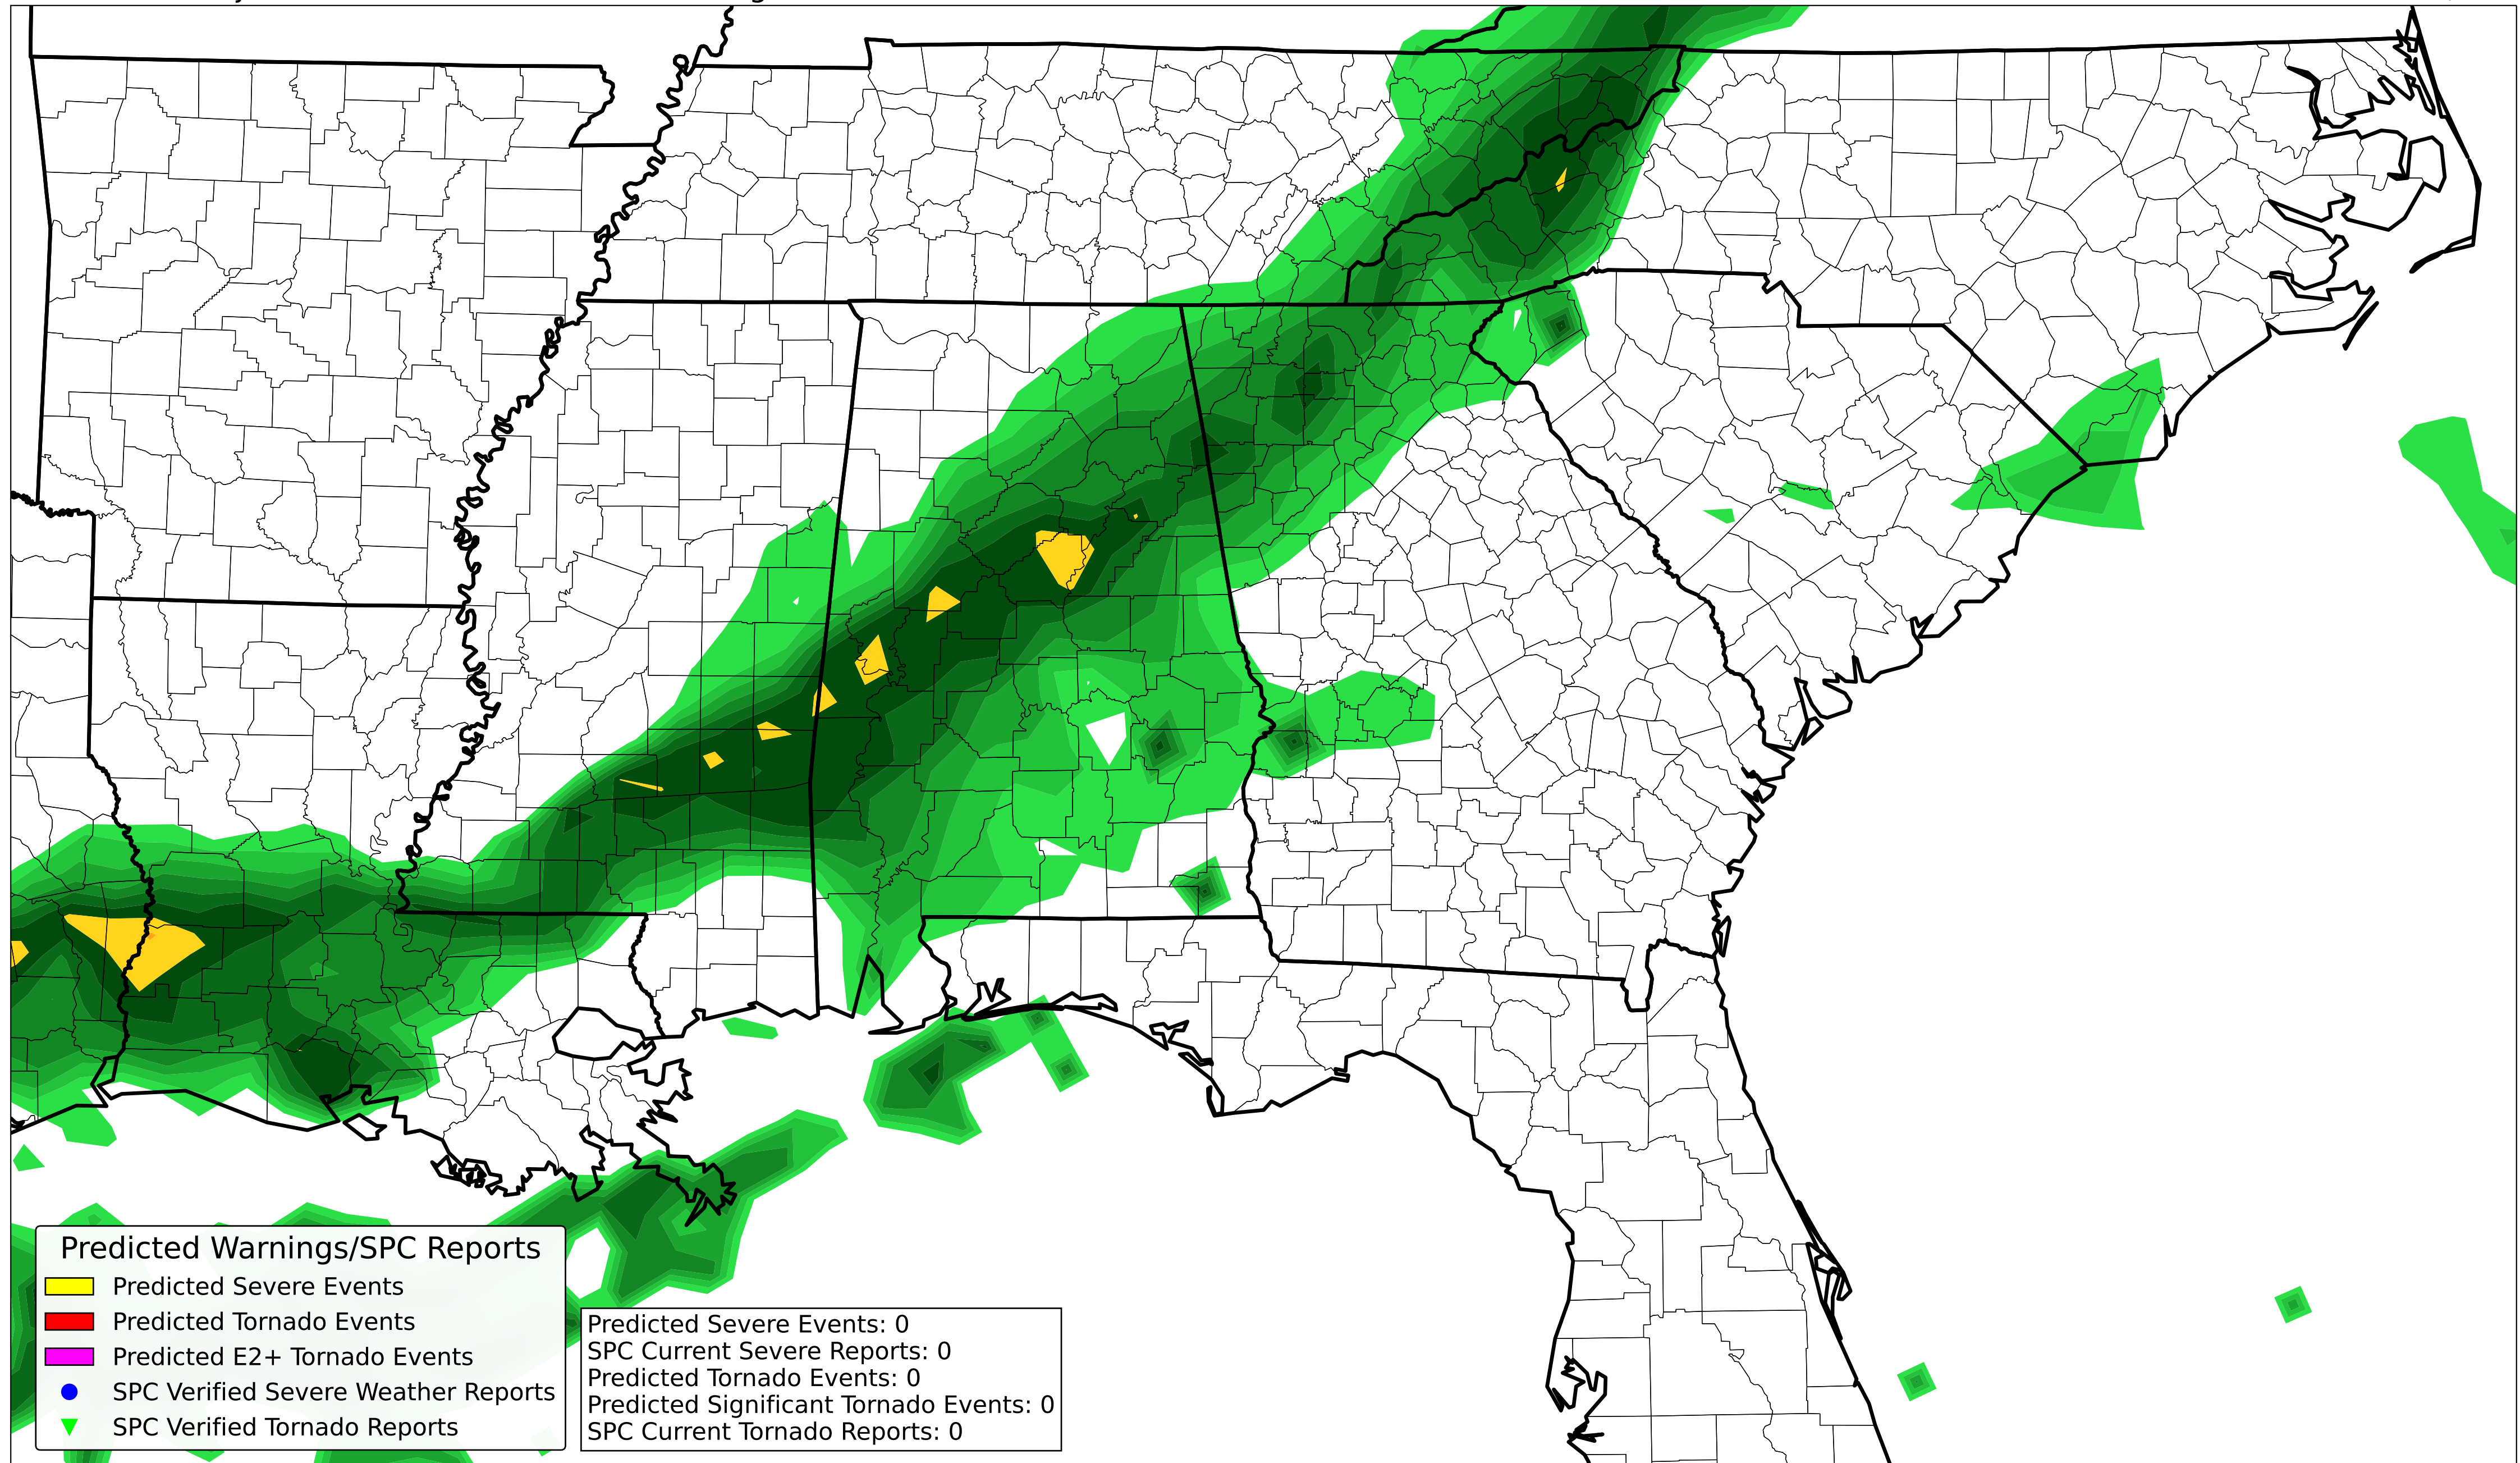 Predicted Warnings/SPC Reports
Predicted Severe Events
Predicted Tornado Events
Predicted E2+ Tornado Events
SPC Verified Severe Weather Reports
SPC Verified Tornado Reports
Predicted Severe Events: 0
SPC Current Severe Reports: 0
Predicted Tornado Events: 0
Predicted Significant Tornado Events: 0
SPC Current Tornado Reports: 0